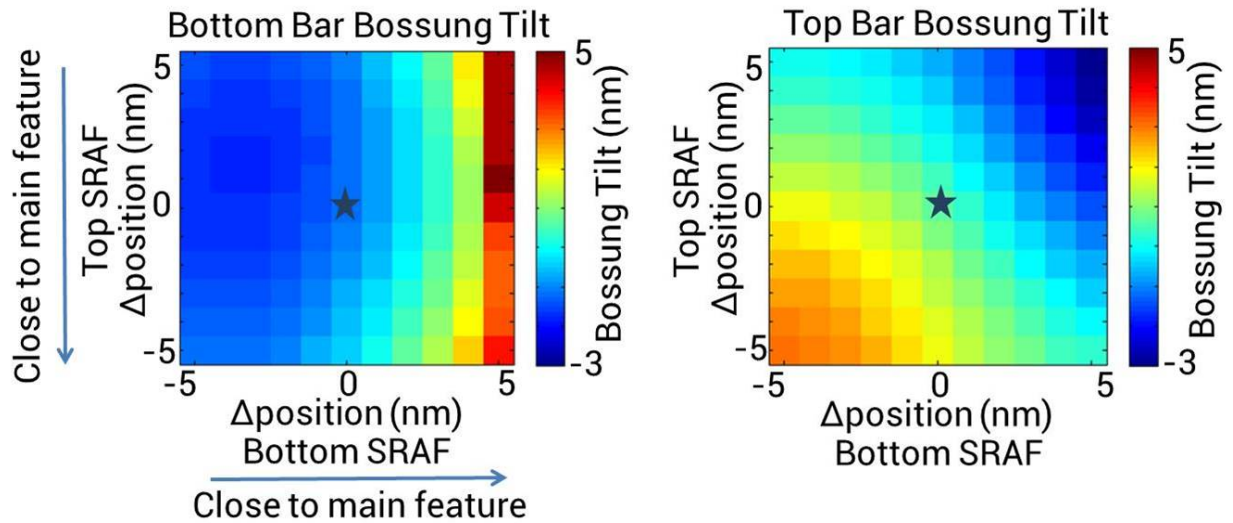 Bottom Bar Bossung Tilt
Close to main feature
Top SRAF
Δposition (nm)
5
0
-5
-5
0
5
Δposition (nm)
Bottom SRAF
Close to main feature
5
-3
Bossung Tilt (nm)
Top Bar Bossung Tilt
Top SRAF
Δposition (nm)
5
0
-5
-5
0
5
Δposition (nm)
Bottom SRAF
5
-3
Bossung Tilt (nm)